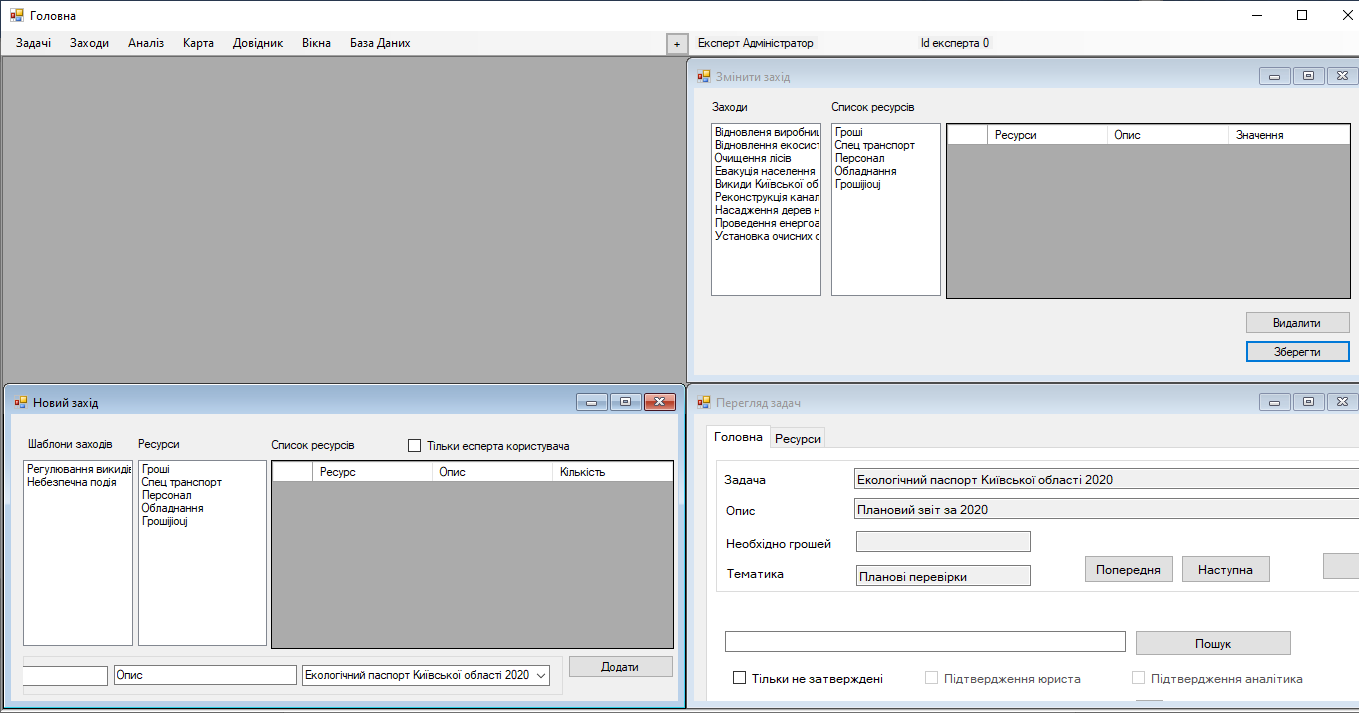 Головна
Задачі Заходи Аналіз Карта Довідник Вікна База Даних + Експерт Адміністратор Id експерта 0
Змінити захід
Заходи Список ресурсів
Ресурси Опис Значення
Відновленя виробниц
Відновлення екосист
Очищення лісів
Евакуція населення
Викиди Київської об
Реконструкція канал
Насадження дерев н
Проведення енергоа
Установка очисних с
Гроші
Спец транспорт
Персонал
Обладнання
Грошіjioщ
Видалити
Зберегти
Новий захід
Шаблони заходів Ресурси Список ресурсів Тільки есперта користувача
Регулювання викидів
Небезпечна подія
Гроші
Спец транспорт
Персонал
Обладнання
Грошіjiouj
Ресурс Опис Кількість
Опис Екологічний паспорт Київської області 2020 Додати
Перегляд задач
Головна Ресурси
Задача Екологічний паспорт Київської області 2020
Опис Плановий звіт за 2020
Необхідно грошей
Тематика Планові перевірки
Попередня Наступна
Пошук
Тільки не затверджені Підтвердження юриста Підтвердження аналітика